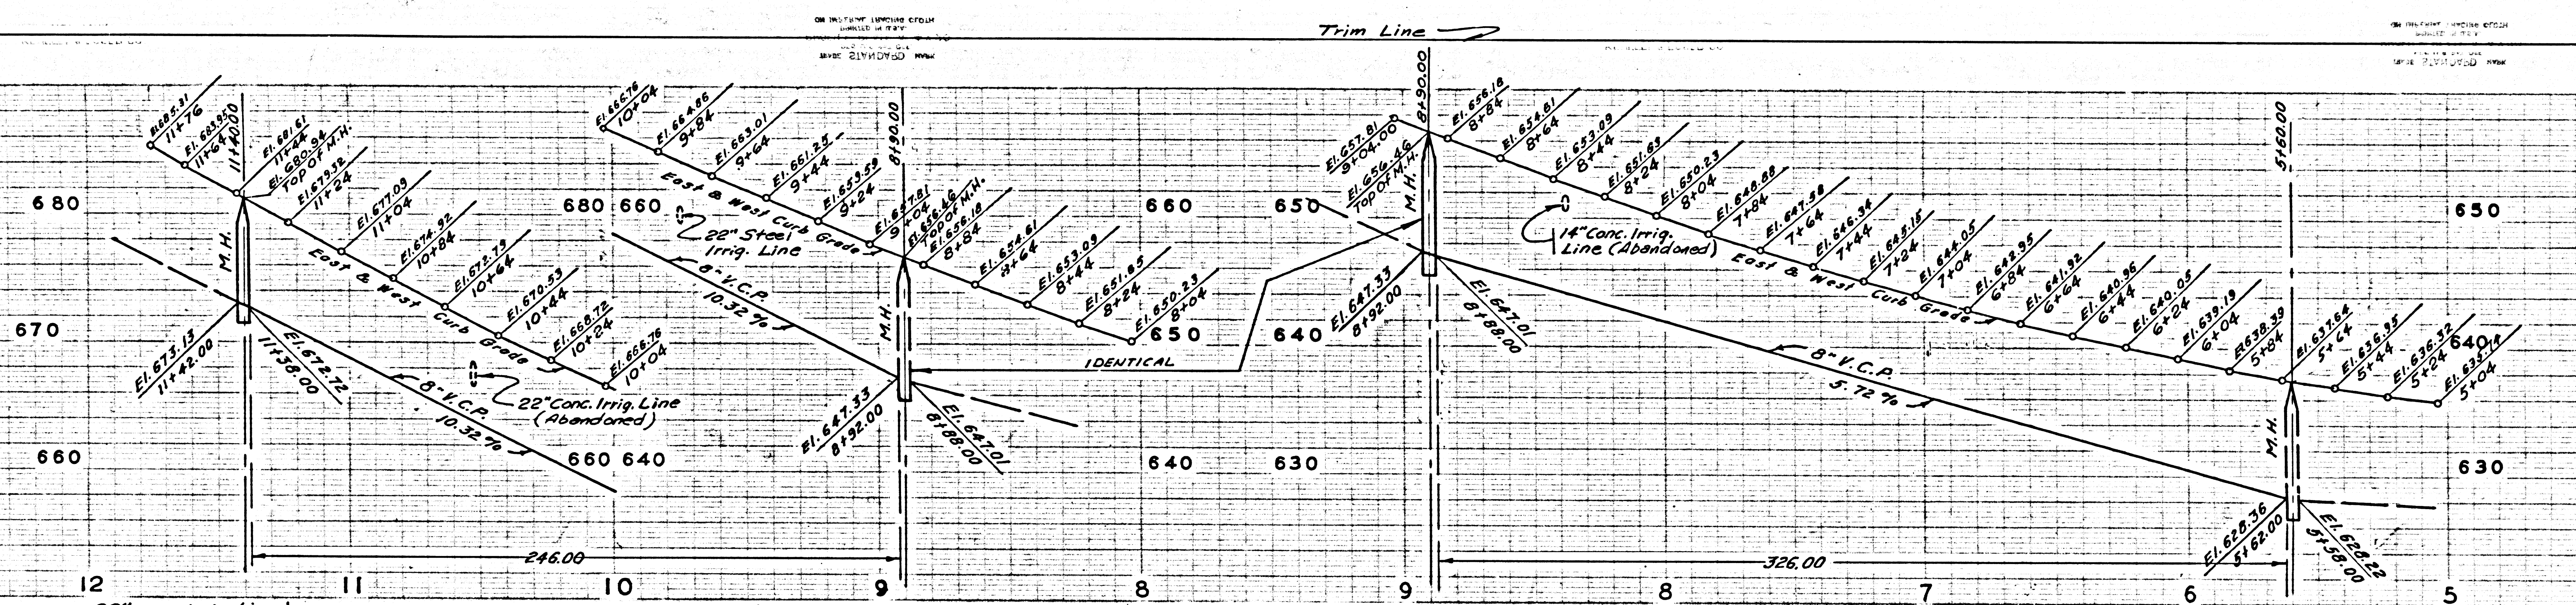 Trim Line
El. 685.31
11+76
El. 683.95
11+64
11+40.00
El. 681.61
11+44
El. 680.94
Top Of M.H.
El. 679.32
11+24
El. 677.09
11+04
El. 674.92
10+84
El. 672.79
10+64
El. 670.53
10+44
El. 668.72
10+24
El. 666.76
10+04
East & West Curb Grade
M.H.
El. 673.13
11+42.00
El. 672.72
11+38.00
8" V.C.P.
10.32 %
22" Conc. Irrig. Line
(Abandoned)
680
670
660
246.00
El. 666.76
10+04
El. 664.86
9+84
El. 663.01
9+64
El. 661.25
9+44
El. 659.59
9+24
El. 657.81
9+04
8+90.00
El. 656.46
Top Of M.H.
El. 656.18
8+84
El. 654.61
8+64
El. 653.09
8+44
El. 651.65
8+24
El. 650.23
8+04
East & West Curb Grade
22" Steel
Irrig. Line
8" V.C.P.
10.32 %
M.H.
El. 647.33
8+92.00
El. 647.01
8+88.00
IDENTICAL
680 660
660 640
660
650
640
650
640
630
El. 657.81
9+04.00
El. 656.46
Top Of M.H.
8+90.00
M.H.
El. 656.18
8+84
El. 654.61
8+64
El. 653.09
8+44
El. 651.63
8+24
El. 650.23
8+04
El. 648.88
7+84
El. 647.58
7+64
El. 646.34
7+44
El. 645.15
7+24
El. 644.05
7+04
El. 642.95
6+84
El. 641.92
6+64
El. 640.96
6+44
El. 640.05
6+24
El. 639.19
6+04
El. 638.39
5+84
El. 637.64
5+64
El. 636.95
5+44
El. 636.32
5+24
5+04
East & West Curb Grade
14" Conc. Irrig.
Line (Abandoned)
El. 647.33
8+92.00
El. 647.01
8+88.00
8" V.C.P.
5.72 %
5+60.00
M.H.
El. 628.36
5+62.00
El. 628.22
5+58.00
326.00
650
640
630
12 11 10 9 8 9 8 7 6 5